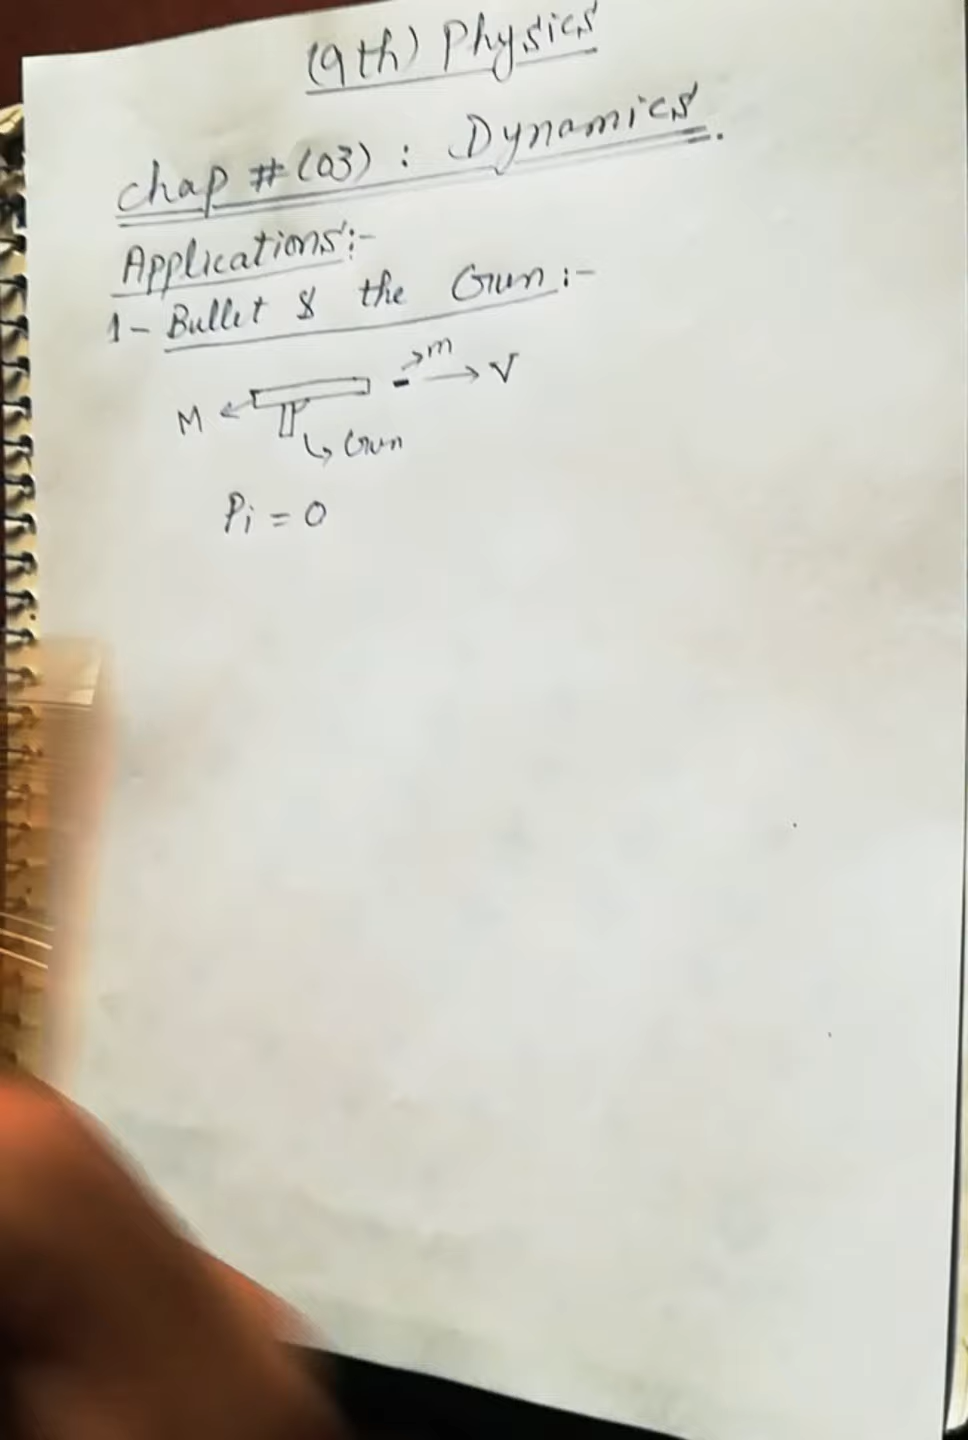 (9th) Physics
Chap # (03) : Dynamics.
Applications:-
1- Bullet & the Gun:-
m
V
M
Gun
Pi = 0